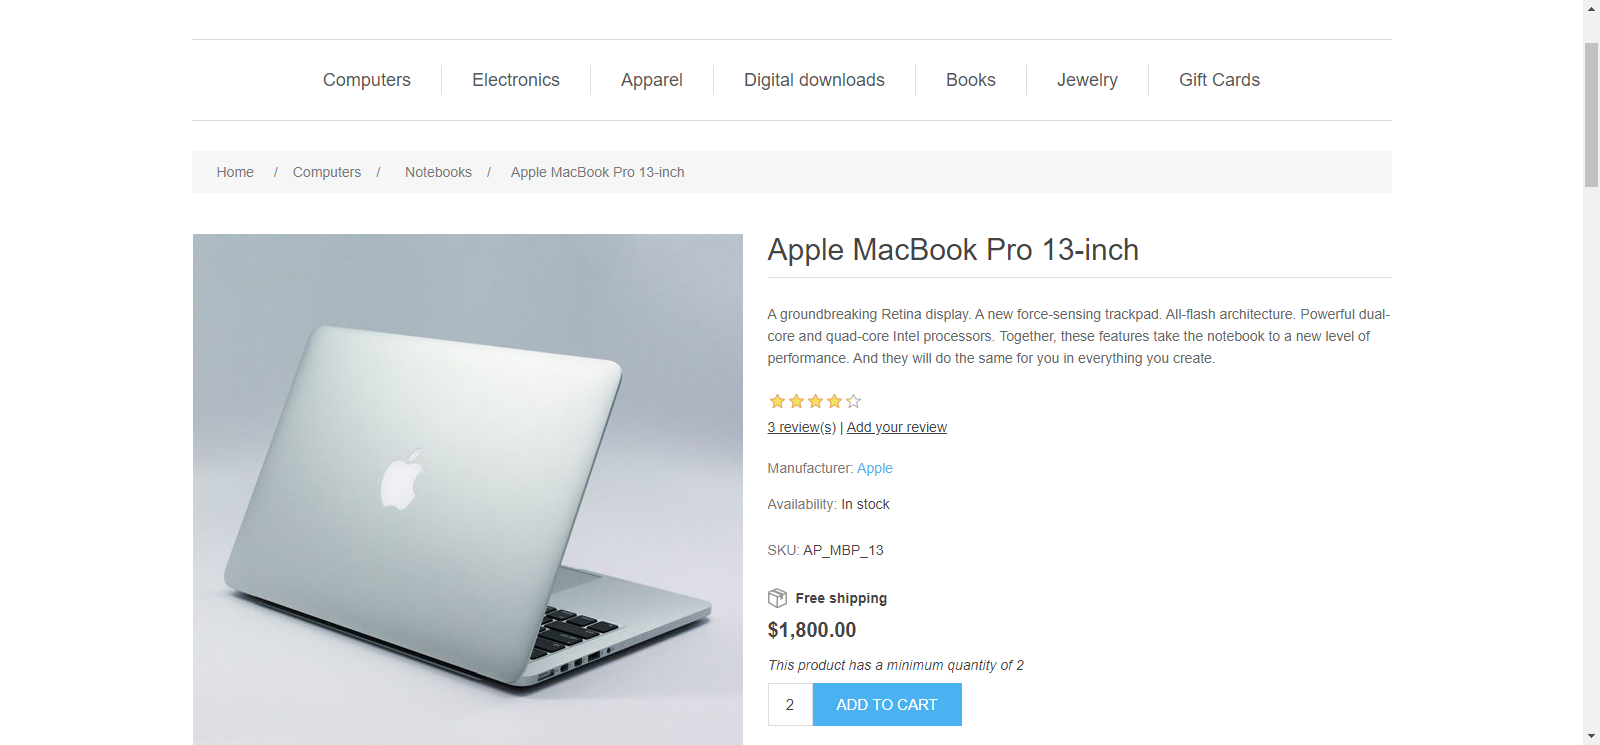 Computers
Electronics
Apparel
Digital downloads
Books
Jewelry
Gift Cards
Home / Computers / Notebooks / Apple MacBook Pro 13-inch
Apple MacBook Pro 13-inch
A groundbreaking Retina display. A new force-sensing trackpad. All-flash architecture. Powerful dual-
core and quad-core Intel processors. Together, these features take the notebook to a new level of
performance. And they will do the same for you in everything you create.
3 review(s) | Add your review
Manufacturer: Apple
Availability: In stock
SKU: AP_MBP_13
Free shipping
$1,800.00
This product has a minimum quantity of 2
2 ADD TO CART